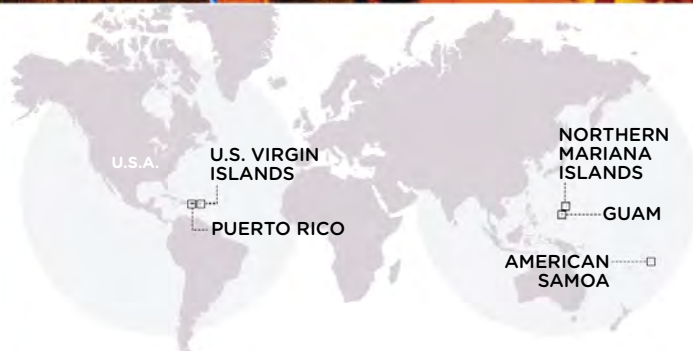 U.S.A.
U.S. VIRGIN
ISLANDS
PUERTO RICO
NORTHERN
MARIANA
ISLANDS
GUAM
AMERICAN
SAMOA